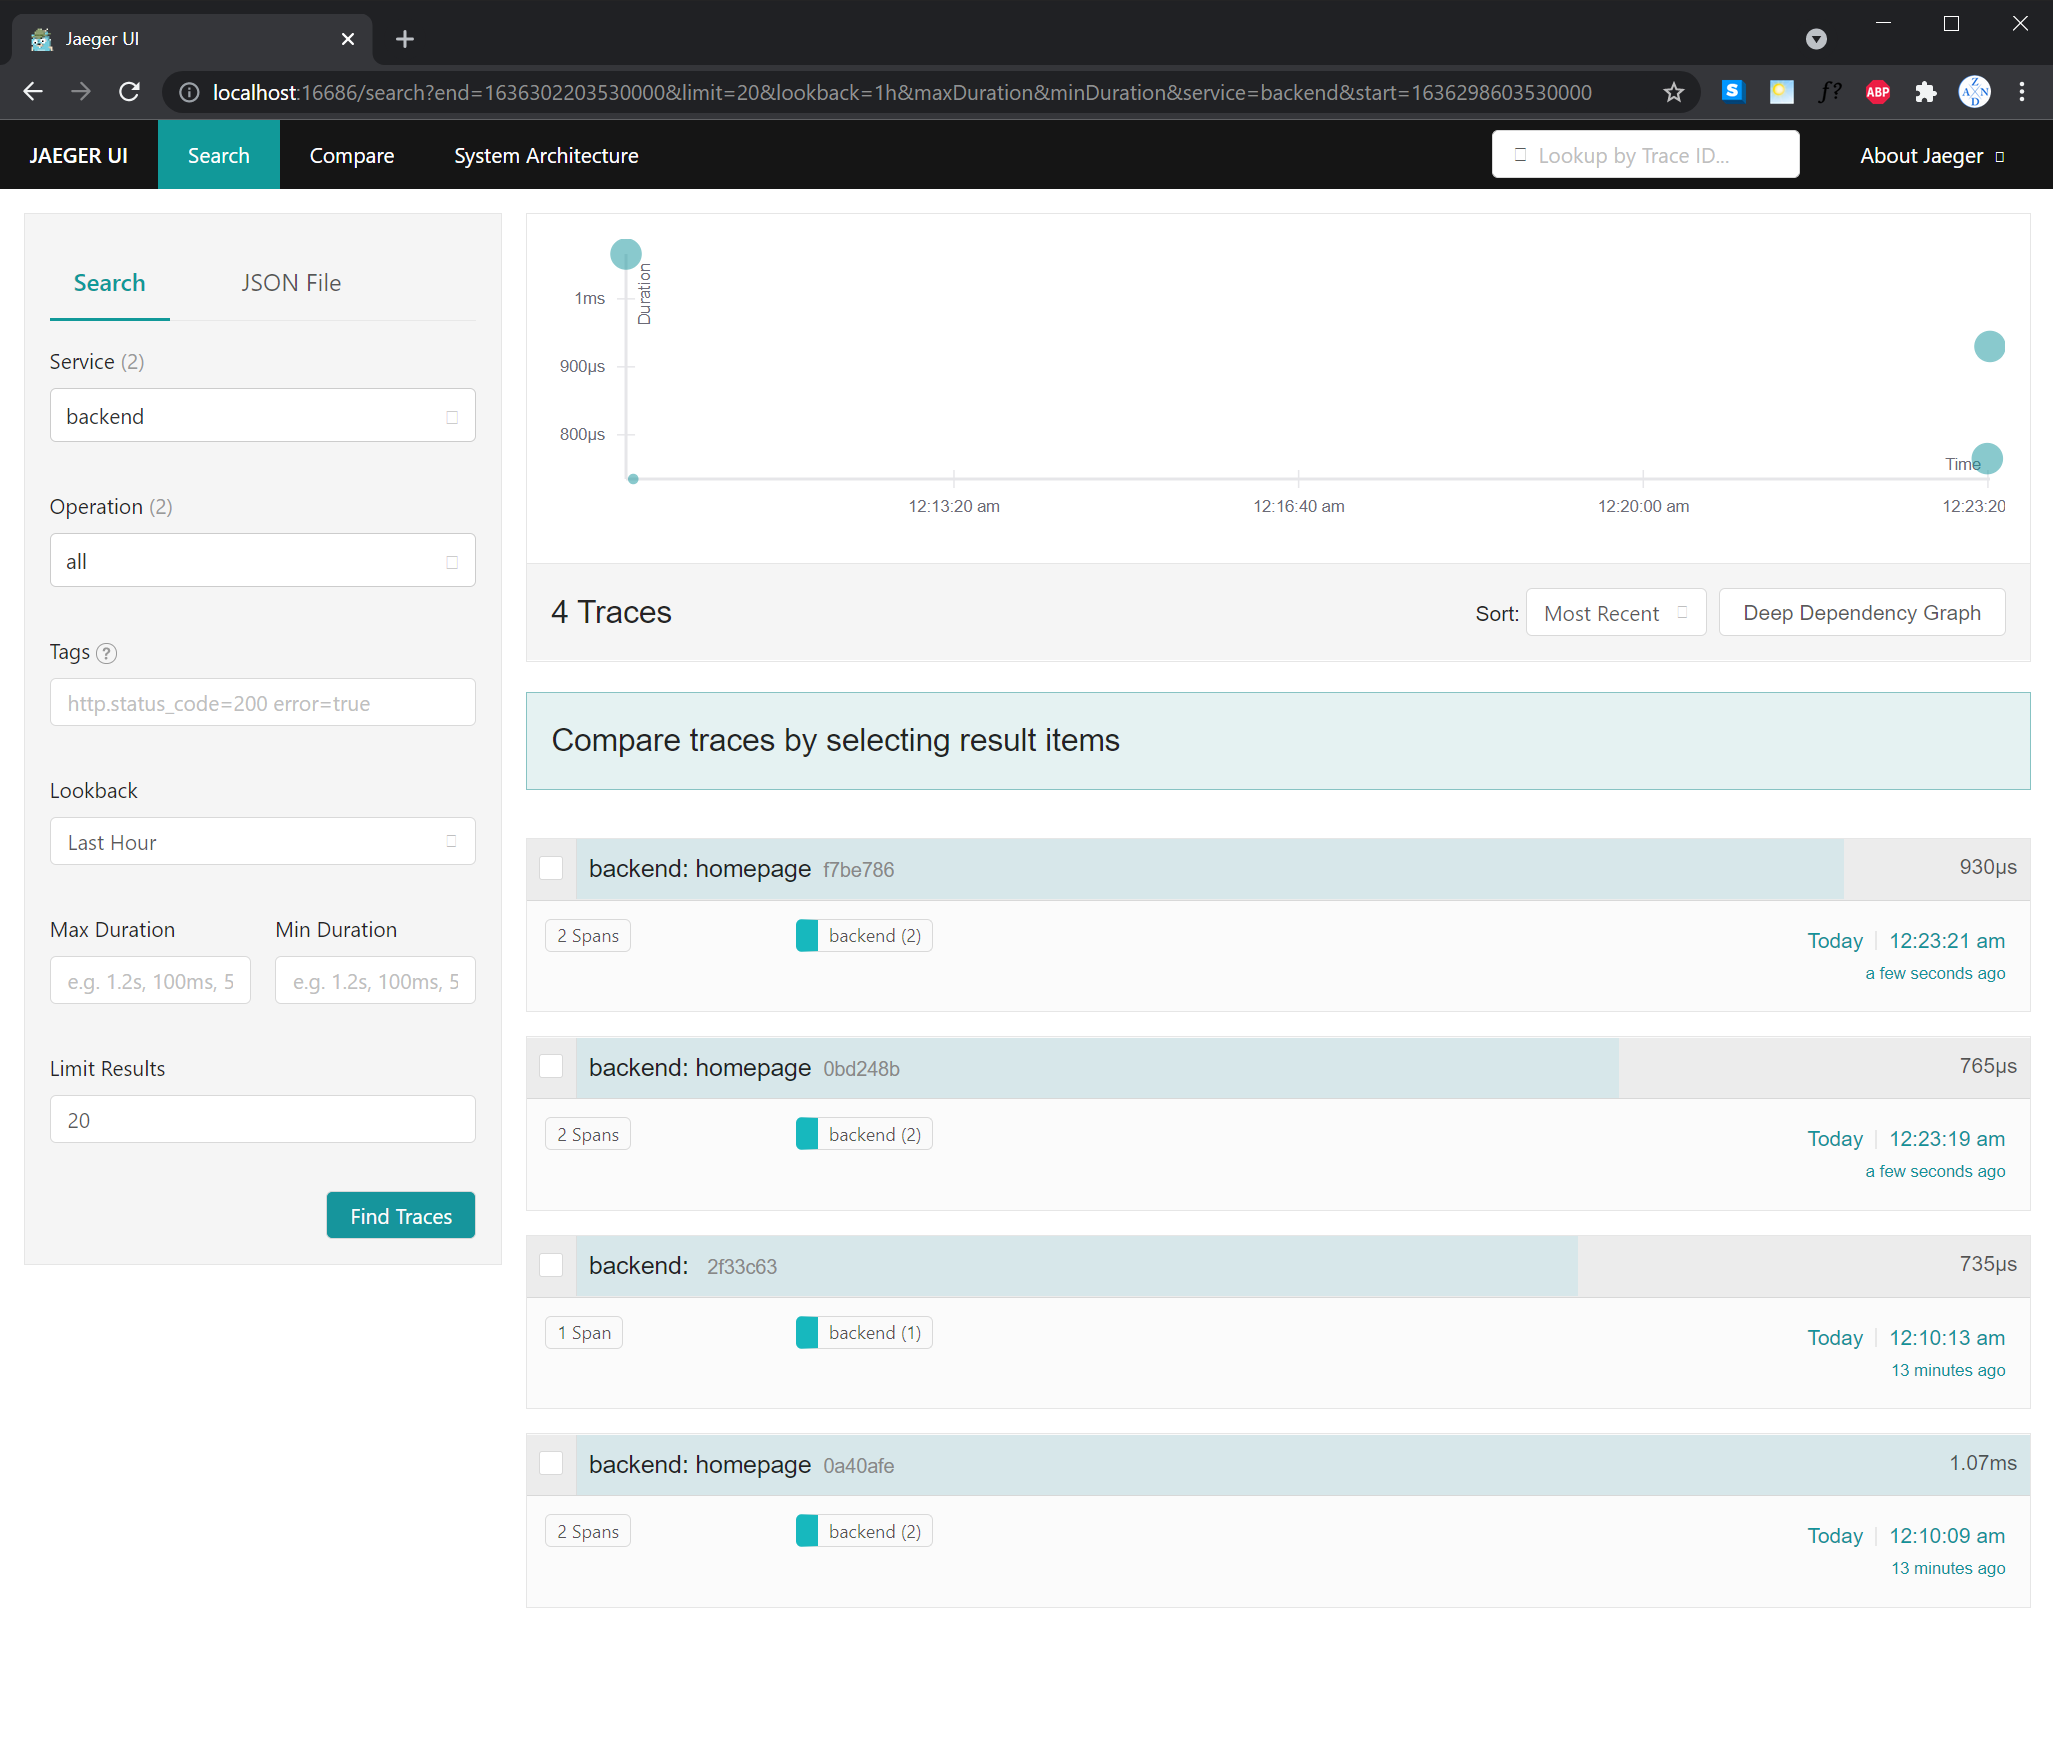 Jaeger UI
localhost:16686/search?end=1636302203530000&limit=20&lookback=1h&maxDuration&minDuration&service=backend&start=1636298603530000
S
f?
ABP
Z
A X N
D
JAEGER UI
Search
Compare
System Architecture
Lookup by Trace ID...
About Jaeger
Search
JSON File
Service (2)
backend
Operation (2)
all
Tags ?
http.status_code=200 error=true
Lookback
Last Hour
Max Duration
Min Duration
e.g. 1.2s, 100ms, 5
e.g. 1.2s, 100ms, 5
Limit Results
20
Find Traces
Duration
1ms
900μs
800μs
Time
12:13:20 am
12:16:40 am
12:20:00 am
12:23:20
4 Traces
Sort:
Most Recent
Deep Dependency Graph
Compare traces by selecting result items
backend: homepage f7be786
930μs
2 Spans
backend (2)
Today | 12:23:21 am
a few seconds ago
backend: homepage 0bd248b
765μs
2 Spans
backend (2)
Today | 12:23:19 am
a few seconds ago
backend: 2f33c63
735μs
1 Span
backend (1)
Today | 12:10:13 am
13 minutes ago
backend: homepage 0a40afe
1.07ms
2 Spans
backend (2)
Today | 12:10:09 am
13 minutes ago